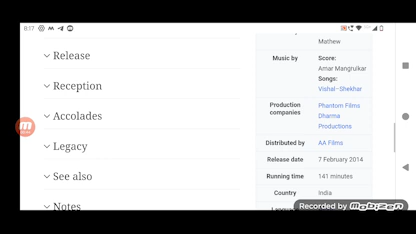 8:17
Mathew
Release
Music by
Score:
Amar Mangrulkar
Songs:
Vishal–Shekhar
Reception
Accolades
Production companies
Phantom Films
Dharma
Productions
Legacy
Distributed by
AA Films
Release date
7 February 2014
See also
Running time
141 minutes
Country
India
Notes
Recorded by Mobizen